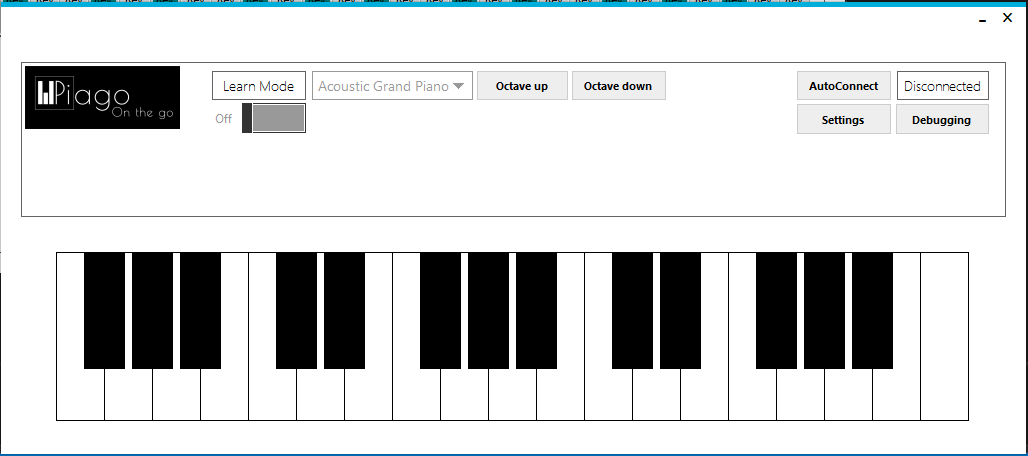 Piago
On the go
Learn Mode
Acoustic Grand Piano
Octave up
Octave down
AutoConnect
Disconnected
Off
Settings
Debugging